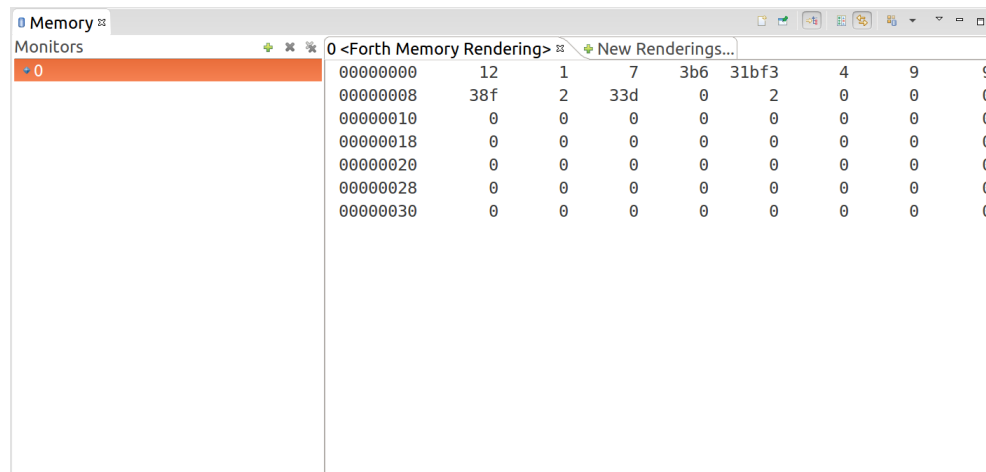 Memory
Monitors
0 <Forth Memory Rendering> New Renderings...
0
00000000 12 1 7 3b6 31bf3 4 9
00000008 38f 2 33d 0 2 0 0
00000010 0 0 0 0 0 0 0
00000018 0 0 0 0 0 0 0
00000020 0 0 0 0 0 0 0
00000028 0 0 0 0 0 0 0
00000030 0 0 0 0 0 0 0